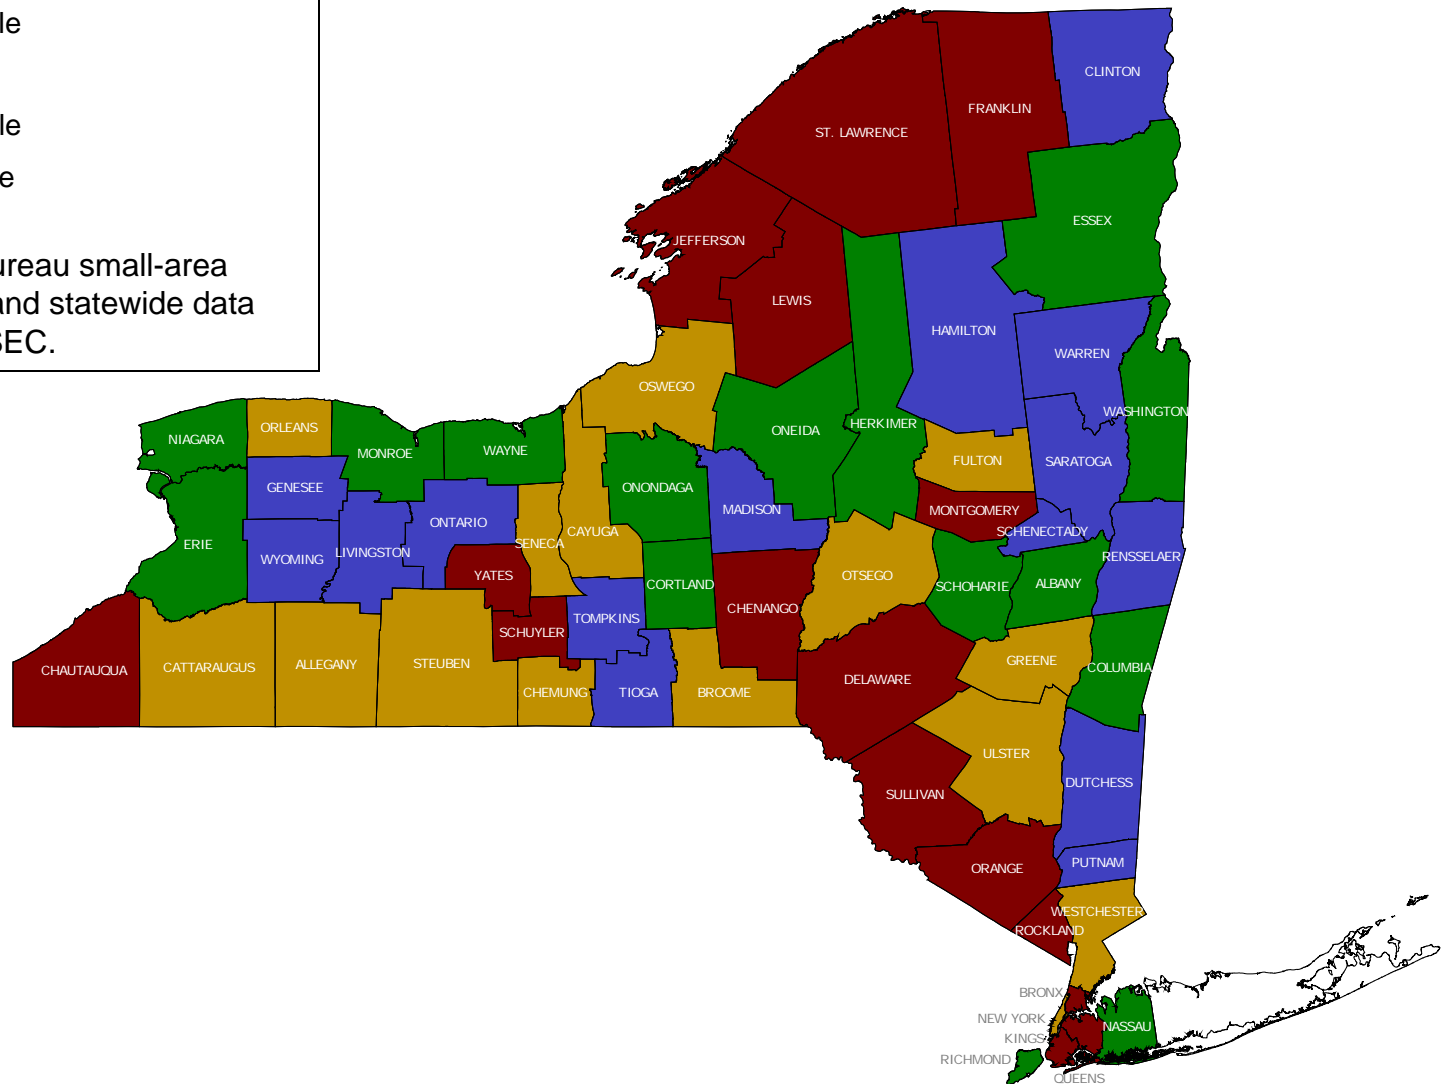 le
le
e
ureau small-area
and statewide data
SEC.
CLINTON
FRANKLIN
ST. LAWRENCE
ESSEX
JEFFERSON
LEWIS
HAMILTON
WARREN
OSWEGO
WASHINGTON
HERKIMER
ONEIDA
NIAGARA
ORLEANS
MONROE
WAYNE
FULTON
SARATOGA
GENESEE
ONONDAGA
MADISON
MONTGOMERY
ONTARIO
CAYUGA
SCHENECTADY
ERIE
SENECA
WYOMING
LIVINGSTON
RENSSELAER
YATES
OTSEGO
CORTLAND
SCHOHARIE
ALBANY
CHENANGO
TOMPKINS
SCHUYLER
CHAUTAUQUA
CATTARAUGUS
ALLEGANY
STEUBEN
GREENE
COLUMBIA
DELAWARE
CHEMUNG
TIOGA
BROOME
ULSTER
DUTCHESS
SULLIVAN
PUTNAM
ORANGE
WESTCHESTER
ROCKLAND
BRONX
NEW YORK
NASSAU
KINGS
RICHMOND
QUEENS